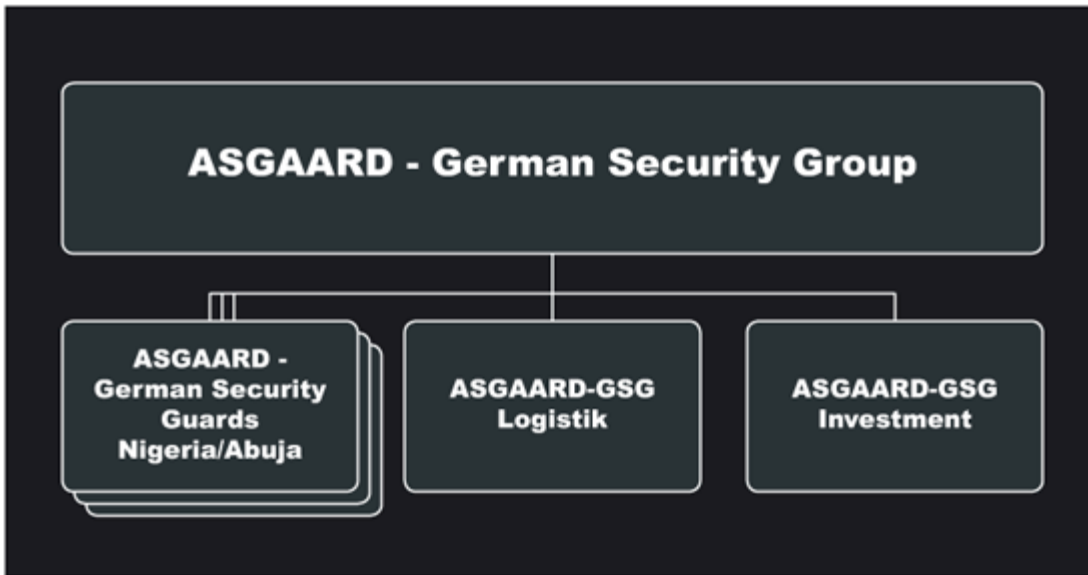 ASGAARD - German Security Group
ASGAARD -
German Security
Guards
Nigeria/Abuja
ASGAARD-GSG
Logistik
ASGAARD-GSG
Investment